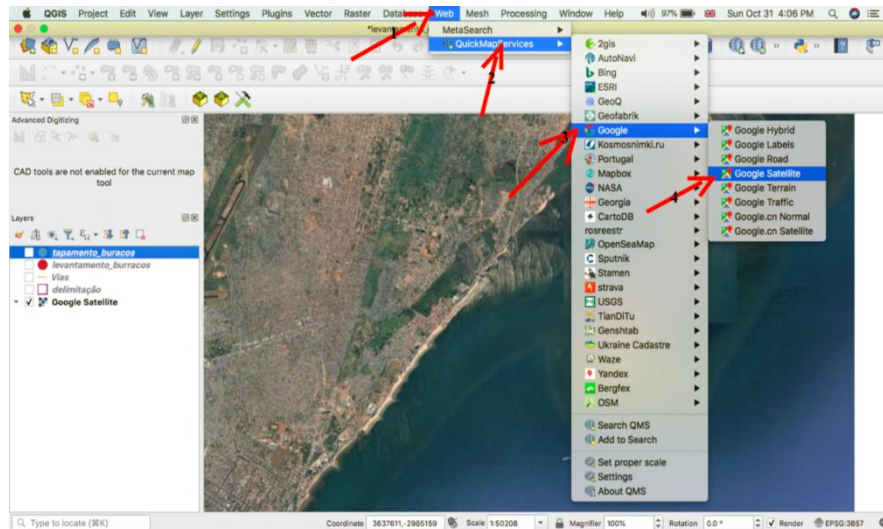 QGIS Project Edit View Layer Settings Plugins Vector Raster Database Web Mesh Processing Window Help 97% Sun Oct 31 4:06 PM
1
MetaSearch
QuickMapServices
2
2gis
AutoNavi
Bing
ESRI
GeoQ
Geofabrik
Google
3
Kosmosnimki.ru
Portugal
Mapbox
NASA
Georgia
CartoDB
rosreestr
OpenSeaMap
Sputnik
Stamen
strava
USGS
TianDiTu
Genshtab
Ukraine Cadastre
Waze
Yandex
Bergfex
OSM
Search QMS
Add to Search
Set proper scale
Settings
About QMS
Google Hybrid
Google Labels
Google Road
Google Satellite
4
Google Terrain
Google Traffic
Google.cn Normal
Google.cn Satellite
Advanced Digitizing
CAD tools are not enabled for the current map
tool
Layers
tapamento_buracos
levantamento_burracos
Vias
delimitação
Google Satellite
Type to locate (⌘K) Coordinate 3637611,-2985159 Scale 1:50208 Magnifier 100% Rotation 0.0° Render EPSG:3857